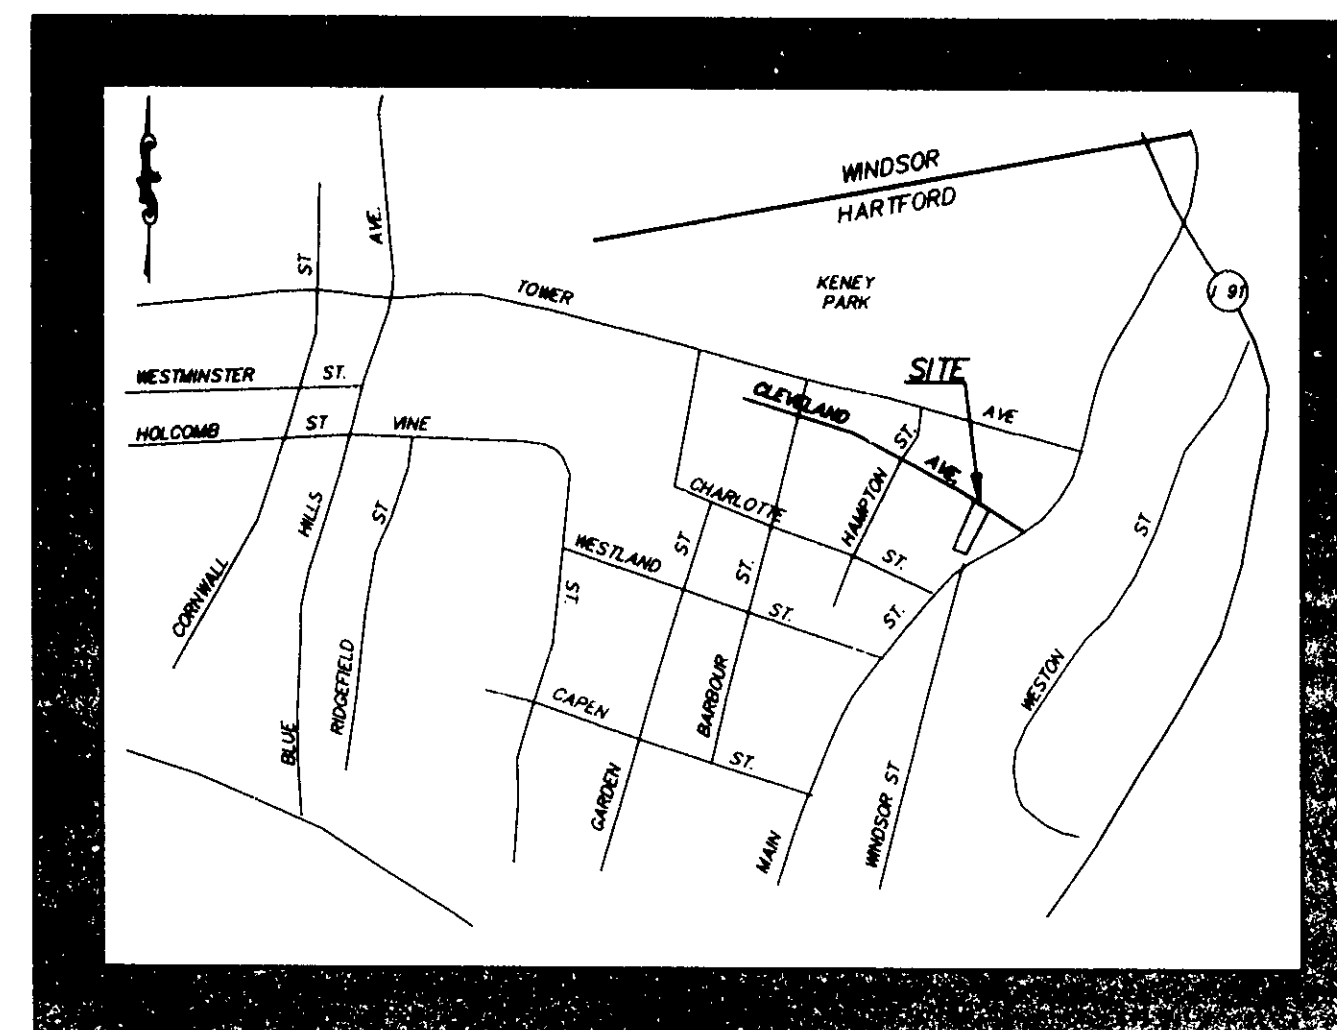 WINDSOR
HARTFORD
AVE.
ST
TOWER
KENEY
PARK
I 91
WESTMINSTER ST.
SITE
CLEVELAND AVE.
AVE
HOLCOMB ST VINE
ST.
HAMPTON
CHARLOTTE ST.
HILLS
ST
ST
ST
WESTLAND ST.
ST.
ST.
ST.
CORNWALL
RIDGEFIELD
BARBOUR
WESTON
CAPEN ST.
BLUE
GARDEN
MAIN
WINDSOR ST